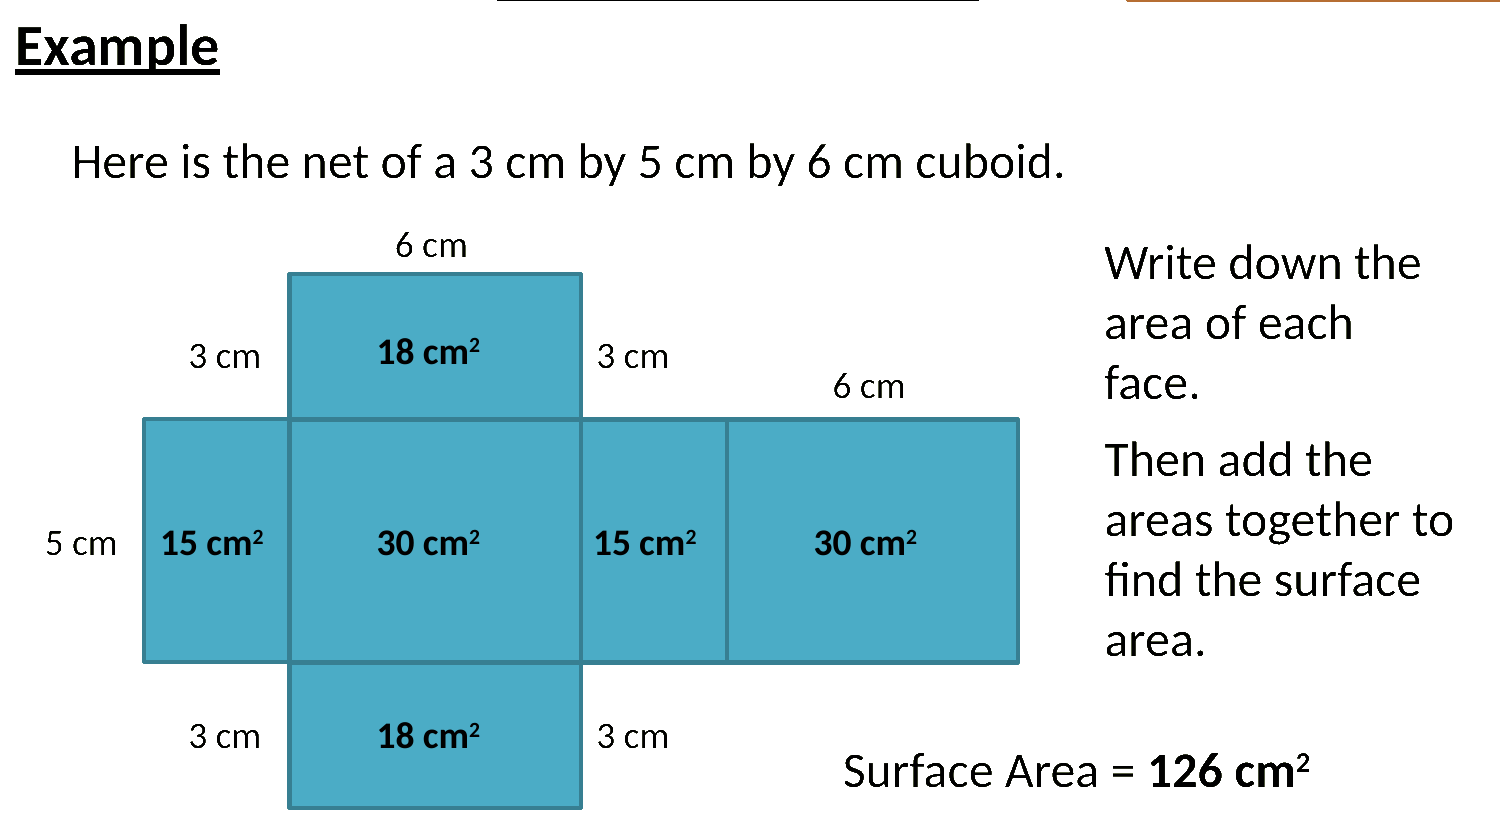 Example
Here is the net of a 3 cm by 5 cm by 6 cm cuboid.
6 cm
3 cm
18 cm²
3 cm
6 cm
5 cm
15 cm²
30 cm²
15 cm²
30 cm²
3 cm
18 cm²
3 cm
Write down the
area of each
face.
Then add the
areas together to
find the surface
area.
Surface Area = 126 cm²